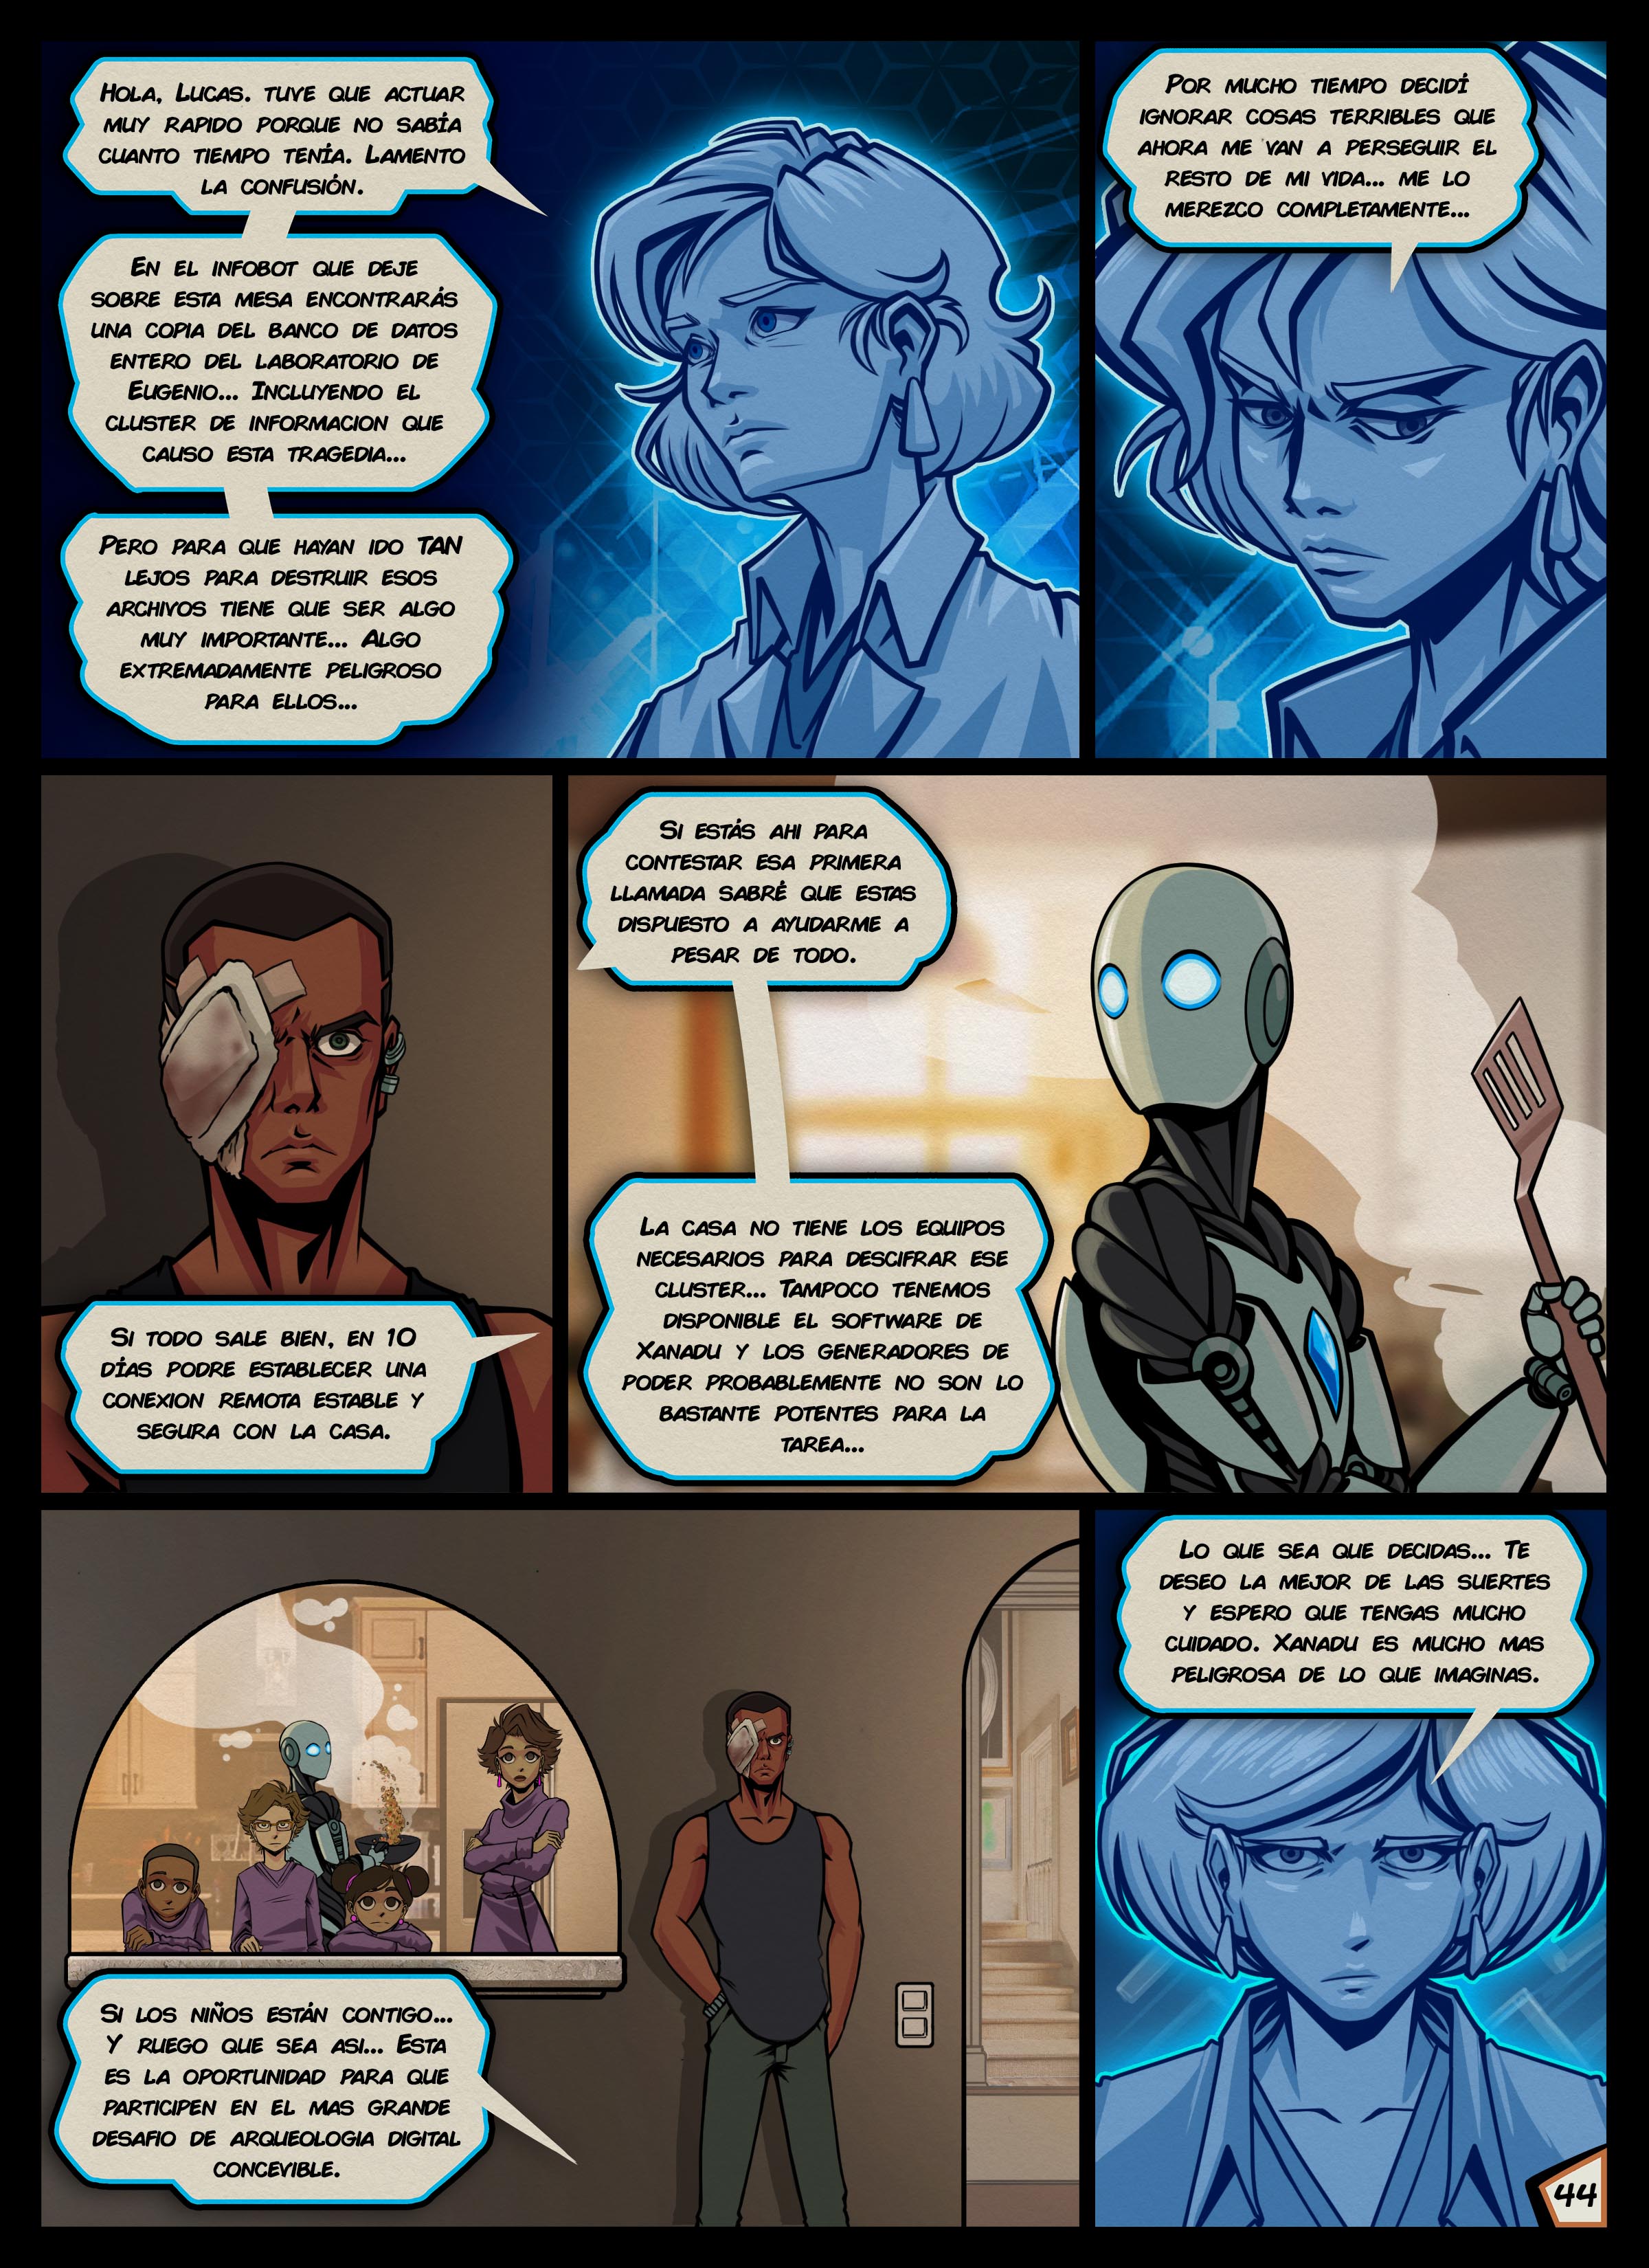 HOLA, LUCAS. TUVE QUE ACTUAR
MUY RAPIDO PORQUE NO SABÍA
CUANTO TIEMPO TENÍA. LAMENTO
LA CONFUSIÓN.
EN EL INFOBOT QUE DEJE
SOBRE ESTA MESA ENCONTRARÁS
UNA COPIA DEL BANCO DE DATOS
ENTERO DEL LABORATORIO DE
EUGENIO... INCLUYENDO EL
CLUSTER DE INFORMACION QUE
CAUSO ESTA TRAGEDIA...
PERO PARA QUE HAYAN IDO TAN
LEJOS PARA DESTRUIR ESOS
ARCHIVOS TIENE QUE SER ALGO
MUY IMPORTANTE... ALGO
EXTREMADAMENTE PELIGROSO
PARA ELLOS...
POR MUCHO TIEMPO DECIDÍ
IGNORAR COSAS TERRIBLES QUE
AHORA ME VAN A PERSEGUIR EL
RESTO DE MI VIDA... ME LO
MEREZCO COMPLETAMENTE...
SI TODO SALE BIEN, EN 10
DÍAS PODRE ESTABLECER UNA
CONEXION REMOTA ESTABLE Y
SEGURA CON LA CASA.
SI ESTÁS AHI PARA
CONTESTAR ESA PRIMERA
LLAMADA SABRÉ QUE ESTAS
DISPUESTO A AYUDARME A
PESAR DE TODO.
LA CASA NO TIENE LOS EQUIPOS
NECESARIOS PARA DESCIFRAR ESE
CLUSTER... TAMPOCO TENEMOS
DISPONIBLE EL SOFTWARE DE
XANADU Y LOS GENERADORES DE
PODER PROBABLEMENTE NO SON LO
BASTANTE POTENTES PARA LA
TAREA...
SI LOS NIÑOS ESTÁN CONTIGO...
Y RUEGO QUE SEA ASI... ESTA
ES LA OPORTUNIDAD PARA QUE
PARTICIPEN EN EL MAS GRANDE
DESAFIO DE ARQUEOLOGIA DIGITAL
CONCEVIBLE.
LO QUE SEA QUE DECIDAS... TE
DESEO LA MEJOR DE LAS SUERTES
Y ESPERO QUE TENGAS MUCHO
CUIDADO. XANADU ES MUCHO MAS
PELIGROSA DE LO QUE IMAGINAS.
44